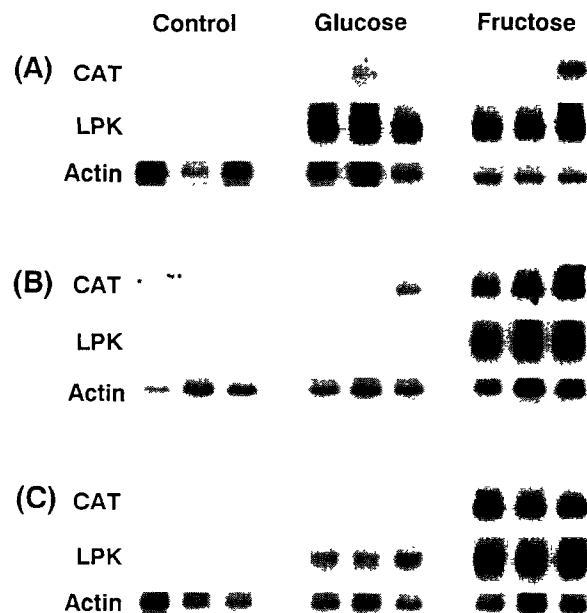 Control Glucose Fructose
(A) CAT
LPK
Actin
(B) CAT
LPK
Actin
(C) CAT
LPK
Actin